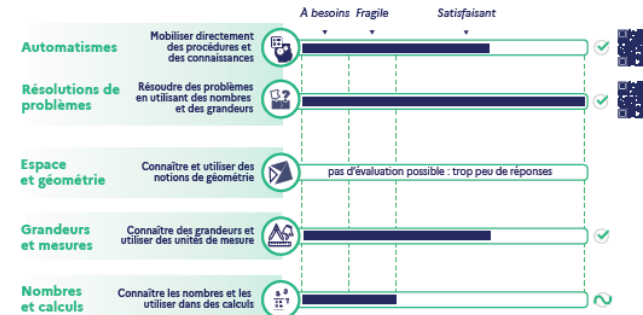 À besoins Fragile Satisfaisant
Automatismes
Mobiliser directement
des procédures et
des connaissances
Résolutions de
problèmes
Résoudre des problèmes
en utilisant des nombres
et des grandeurs
Espace
et géométrie
Connaître et utiliser des
notions de géométrie
pas d'évaluation possible : trop peu de réponses
Grandeurs
et mesures
Connaître des grandeurs et
utiliser des unités de mesure
Nombres
et calculs
Connaître les nombres et les
utiliser dans des calculs